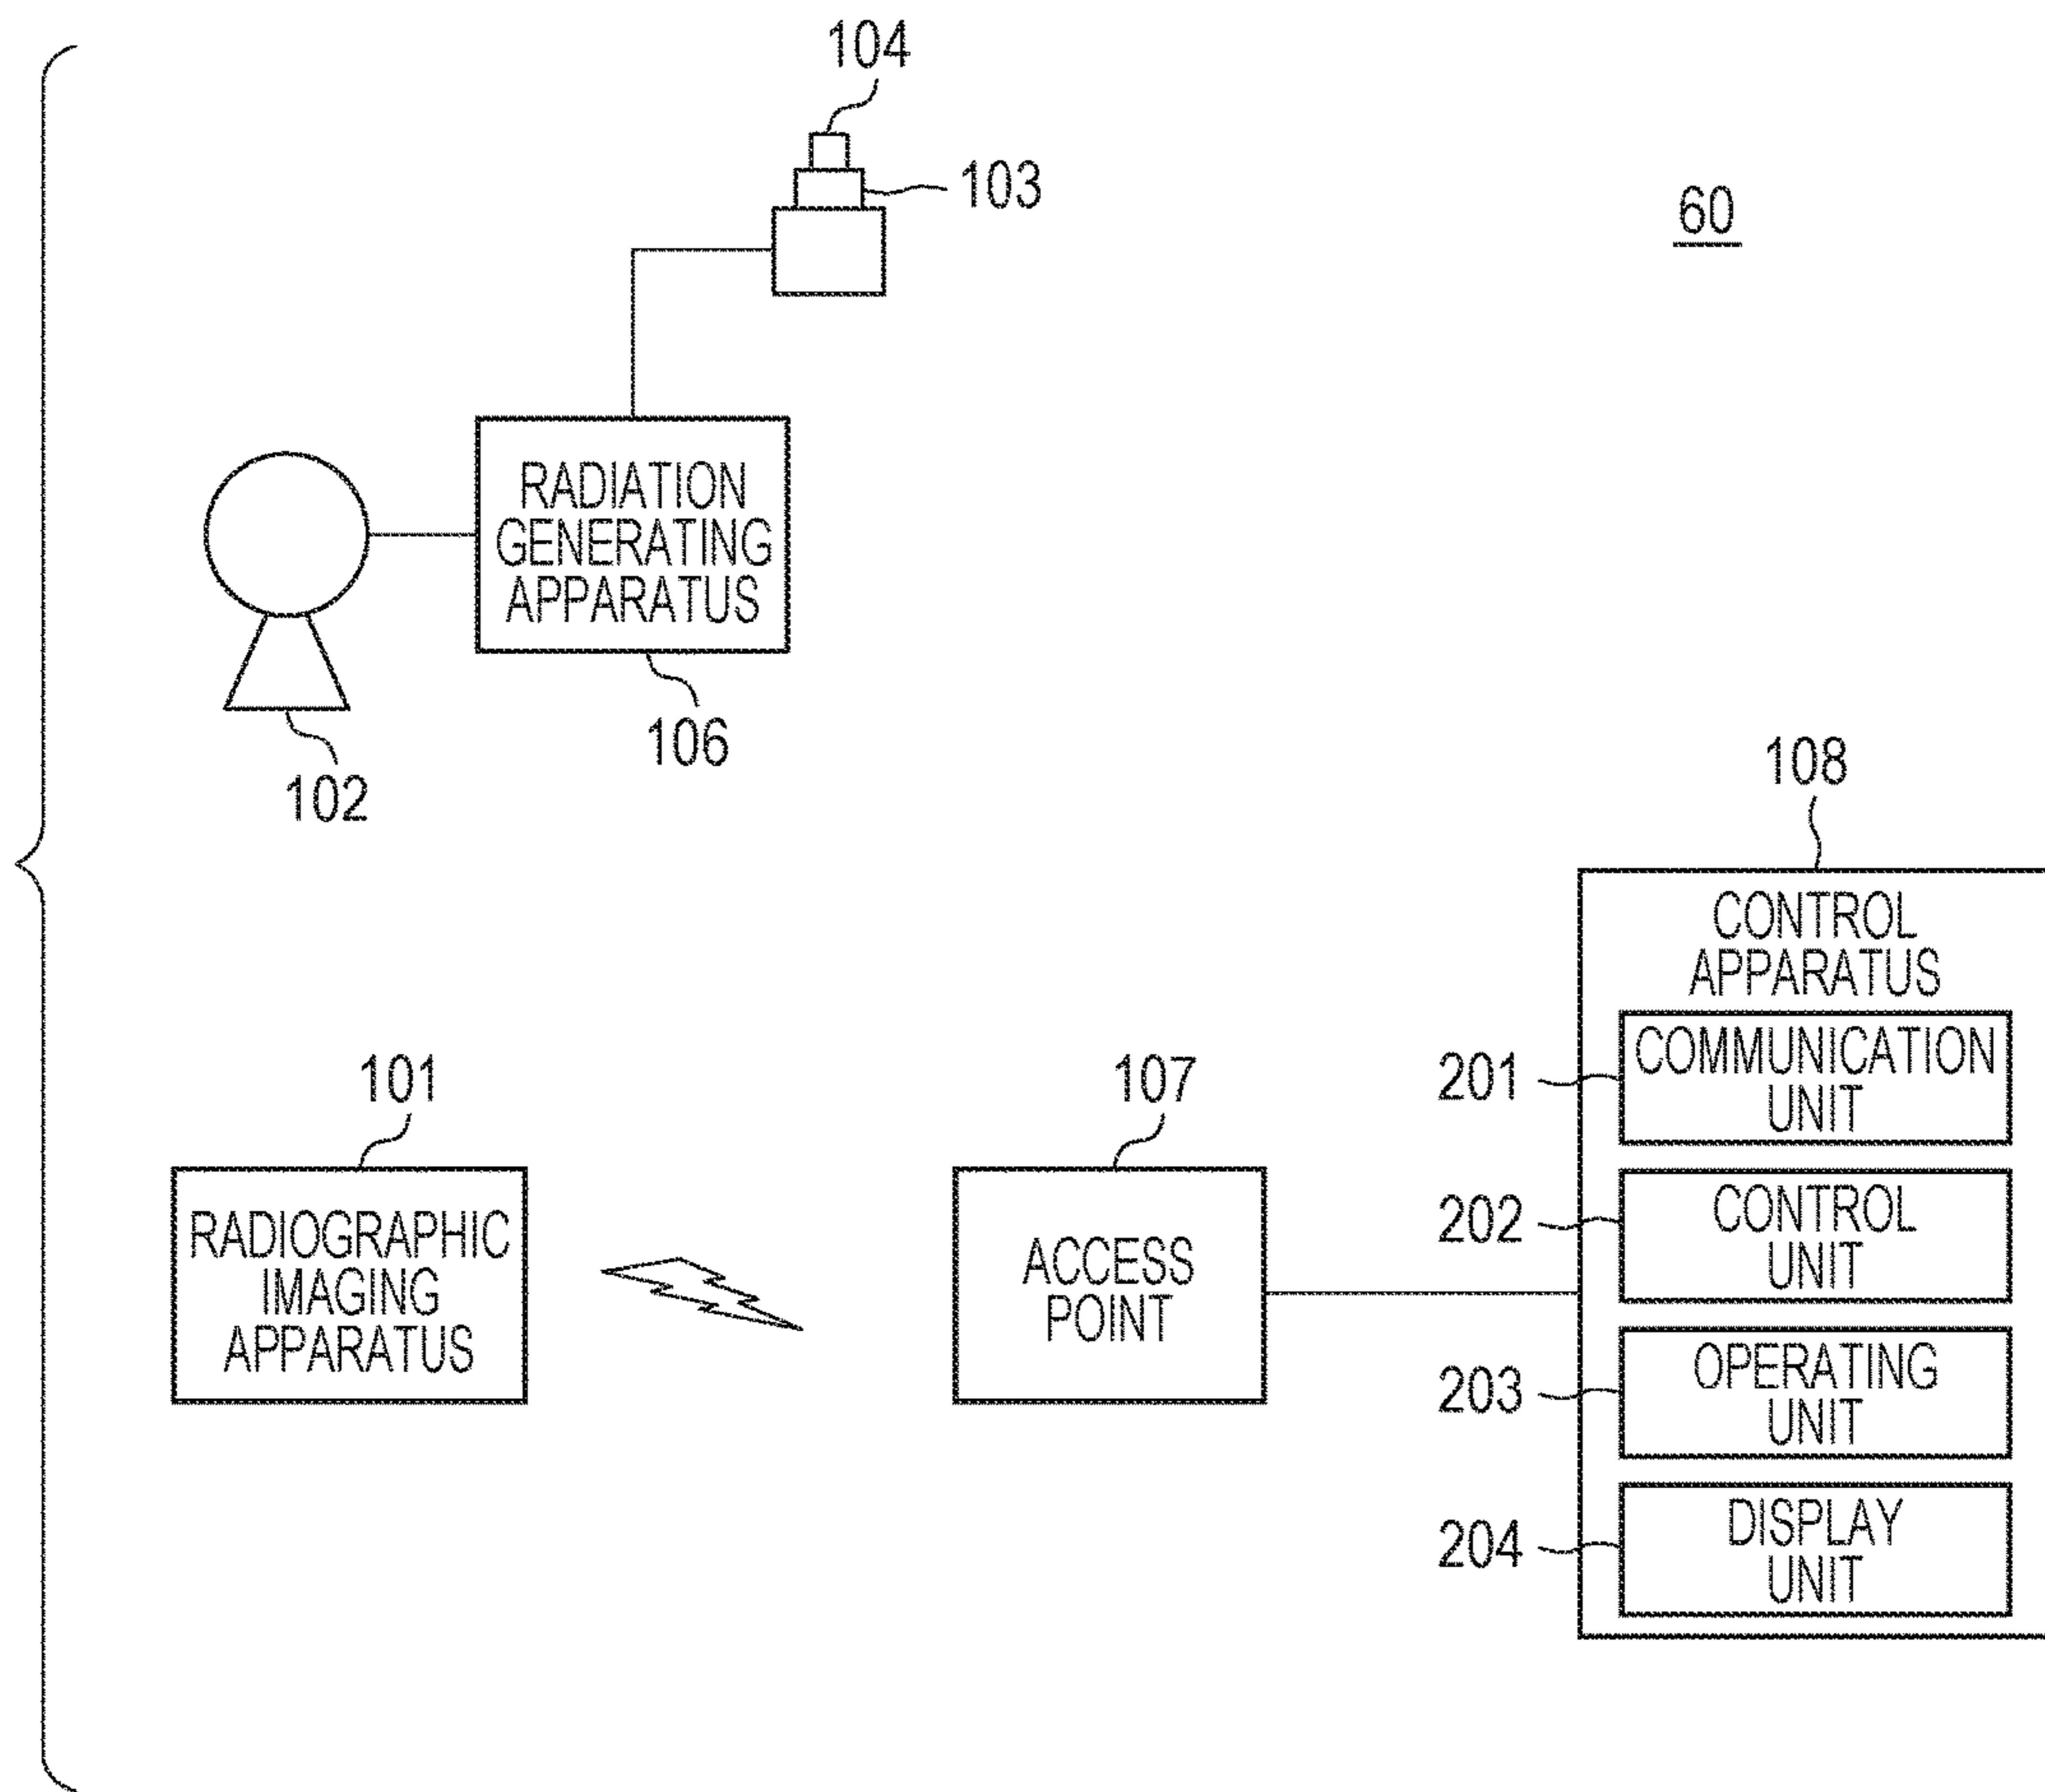 104
103
60
RADIATION
GENERATING
APPARATUS
106
102
108
CONTROL
APPARATUS
201
COMMUNICATION
UNIT
101
107
202
CONTROL
UNIT
RADIOGRAPHIC
IMAGING
APPARATUS
ACCESS
POINT
203
OPERATING
UNIT
204
DISPLAY
UNIT